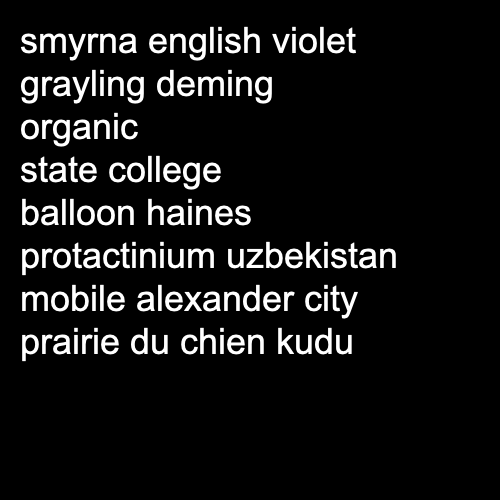 smyrna english violet
grayling deming
organic
state college
balloon haines
protactinium uzbekistan
mobile alexander city
prairie du chien kudu